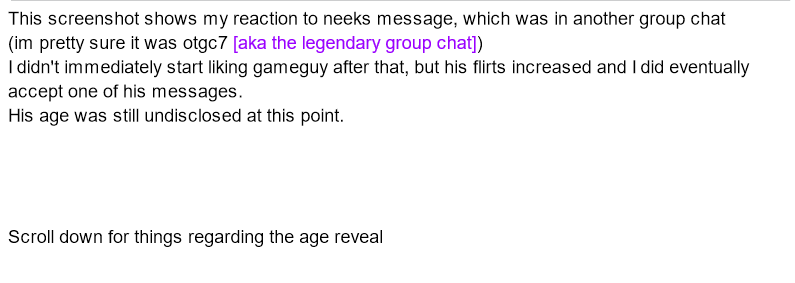 This screenshot shows my reaction to neeks message, which was in another group chat
(im pretty sure it was otgc7 [aka the legendary group chat])
I didn't immediately start liking gameguy after that, but his flirts increased and I did eventually
accept one of his messages.
His age was still undisclosed at this point.
Scroll down for things regarding the age reveal